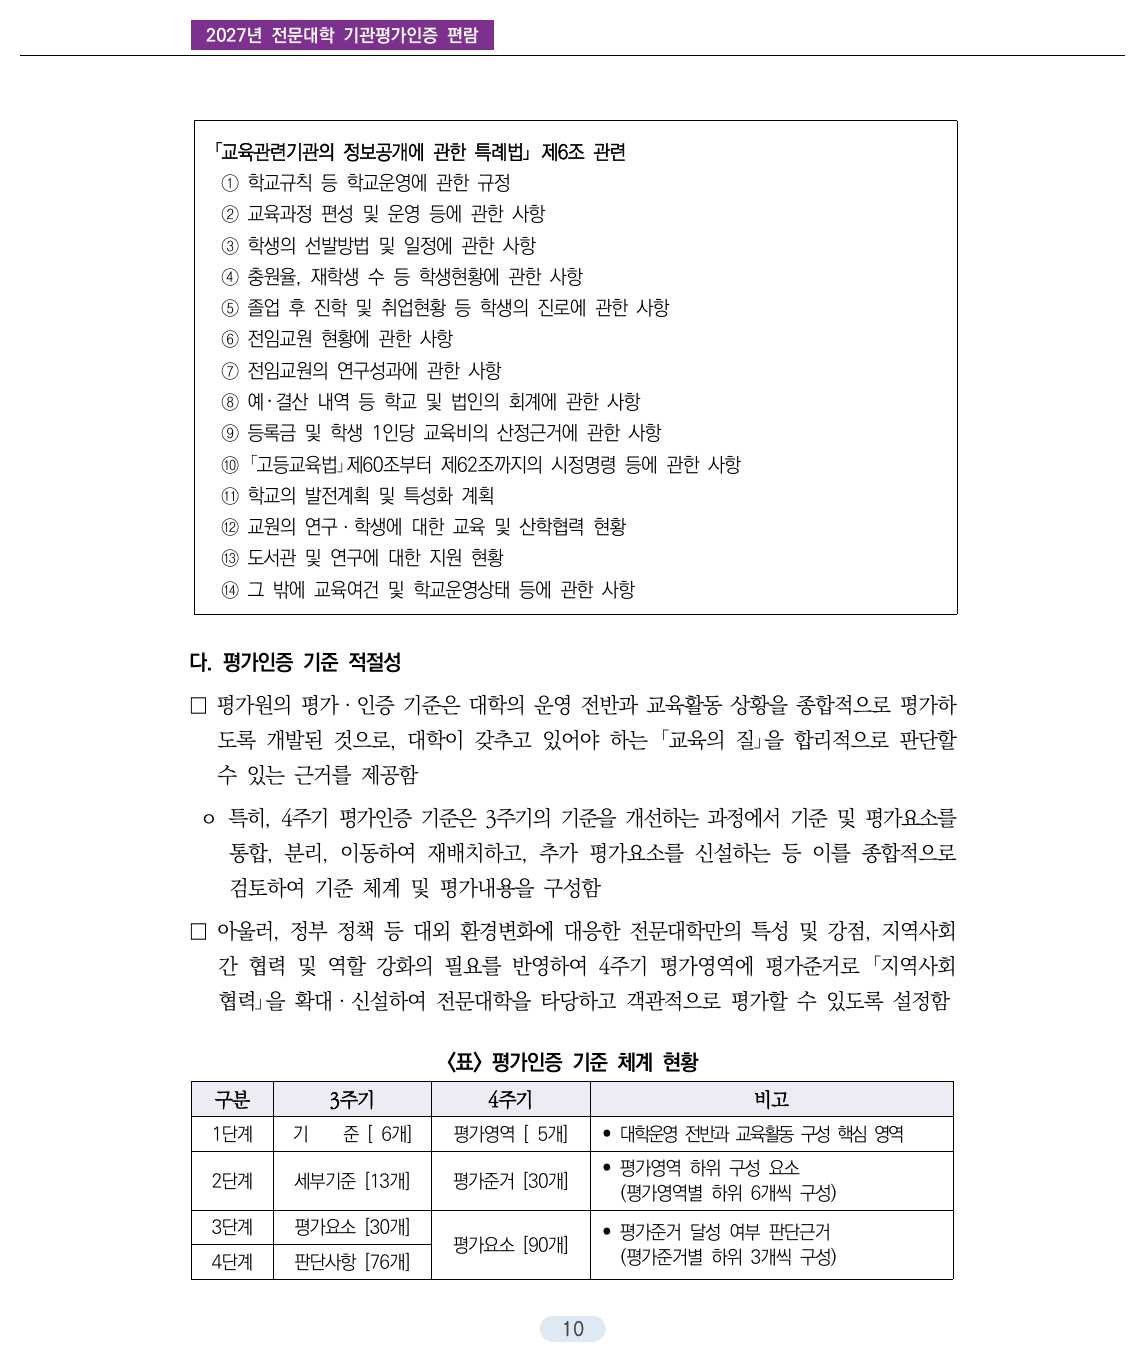 2027년 전문대학 기관평가인증 편람
「교육관련기관의 정보공개에 관한 특례법」 제6조 관련
① 학교규칙 등 학교운영에 관한 규정
② 교육과정 편성 및 운영 등에 관한 사항
③ 학생의 선발방법 및 일정에 관한 사항
④ 충원율, 재학생 수 등 학생현황에 관한 사항
⑤ 졸업 후 진학 및 취업현황 등 학생의 진로에 관한 사항
⑥ 전임교원 현황에 관한 사항
⑦ 전임교원의 연구성과에 관한 사항
⑧ 예·결산 내역 등 학교 및 법인의 회계에 관한 사항
⑨ 등록금 및 학생 1인당 교육비의 산정근거에 관한 사항
⑩ 「고등교육법」제60조부터 제62조까지의 시정명령 등에 관한 사항
⑪ 학교의 발전계획 및 특성화 계획
⑫ 교원의 연구·학생에 대한 교육 및 산학협력 현황
⑬ 도서관 및 연구에 대한 지원 현황
⑭ 그 밖에 교육여건 및 학교운영상태 등에 관한 사항
다. 평가인증 기준 적절성
□ 평가원의 평가·인증 기준은 대학의 운영 전반과 교육활동 상황을 종합적으로 평가하
도록 개발된 것으로, 대학이 갖추고 있어야 하는 「교육의 질」을 합리적으로 판단할
수 있는 근거를 제공함
ㅇ 특히, 4주기 평가인증 기준은 3주기의 기준을 개선하는 과정에서 기준 및 평가요소를
통합, 분리, 이동하여 재배치하고, 추가 평가요소를 신설하는 등 이를 종합적으로
검토하여 기준 체계 및 평가내용을 구성함
□ 아울러, 정부 정책 등 대외 환경변화에 대응한 전문대학만의 특성 및 강점, 지역사회
간 협력 및 역할 강화의 필요를 반영하여 4주기 평가영역에 평가준거로 「지역사회
협력」을 확대·신설하여 전문대학을 타당하고 객관적으로 평가할 수 있도록 설정함
〈표〉 평가인증 기준 체계 현황
구분 3주기 4주기 비고
1단계 기 준 [ 6개] 평가영역 [ 5개] • 대학운영 전반과 교육활동 구성 핵심 영역
2단계 세부기준 [13개] 평가준거 [30개] • 평가영역 하위 구성 요소
(평가영역별 하위 6개씩 구성)
3단계 평가요소 [30개] 평가요소 [90개] • 평가준거 달성 여부 판단근거
(평가준거별 하위 3개씩 구성)
4단계 판단사항 [76개]
10